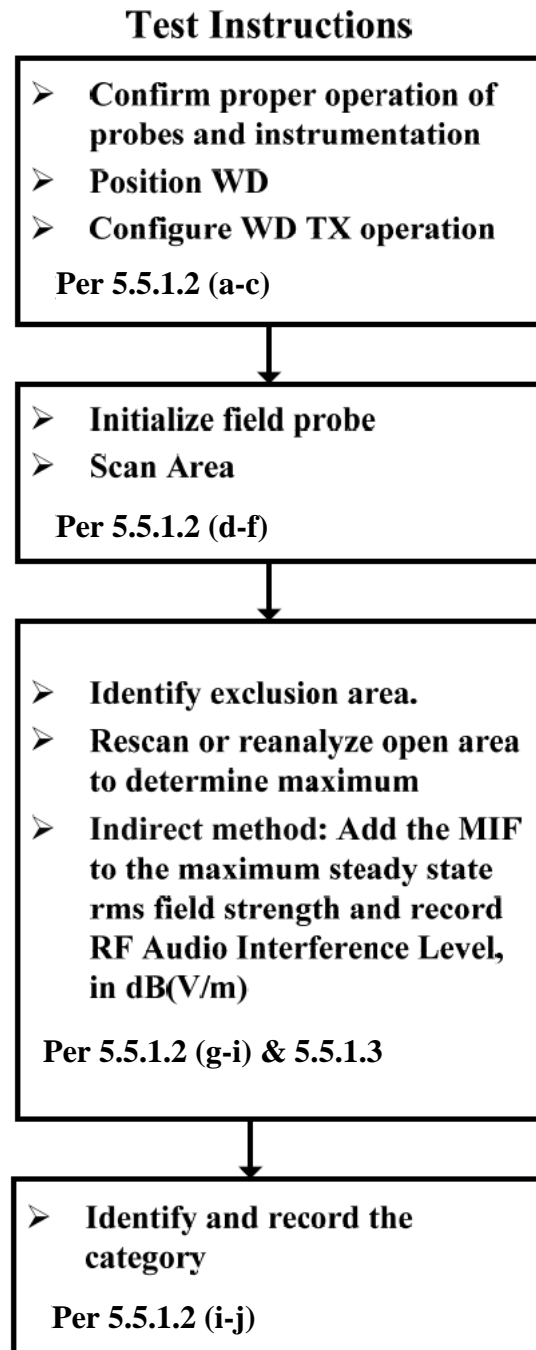 Test Instructions
➢ Confirm proper operation of
probes and instrumentation
➢ Position WD
➢ Configure WD TX operation
Per 5.5.1.2 (a-c)
➢ Initialize field probe
➢ Scan Area
Per 5.5.1.2 (d-f)
➢ Identify exclusion area.
➢ Rescan or reanalyze open area
to determine maximum
➢ Indirect method: Add the MIF
to the maximum steady state
rms field strength and record
RF Audio Interference Level,
in dB(V/m)
Per 5.5.1.2 (g-i) & 5.5.1.3
➢ Identify and record the
category
Per 5.5.1.2 (i-j)